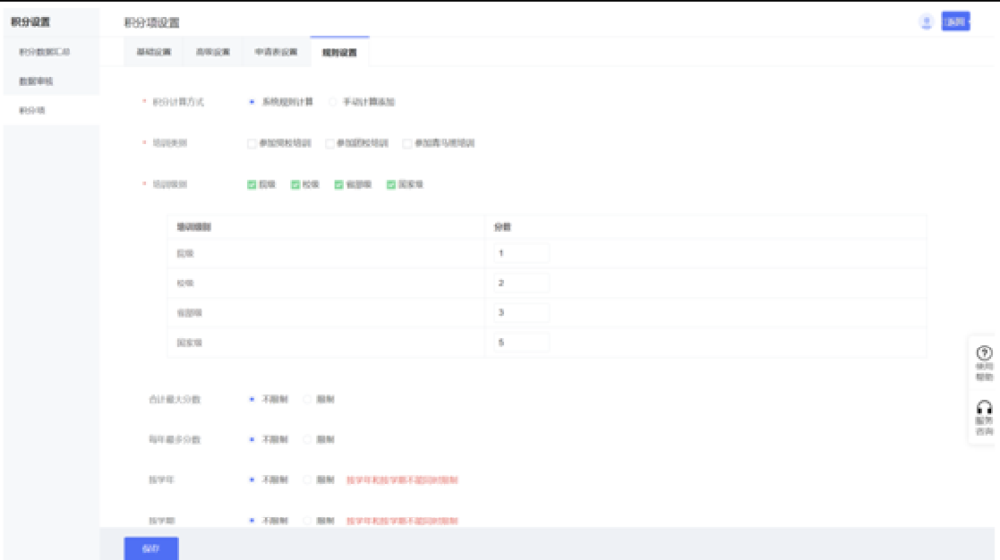 积分设置
积分项设置
返回
积分数据汇总
数据审核
积分项
基础设置 高级设置 申请表设置 规则设置
* 积分计算方式 系统规则计算 手动计算添加
* 培训类别 参加党校培训 参加团校培训 参加青马班培训
* 培训级别 院级 校级 省部级 国家级
培训级别 分数
院级 1
校级 2
省部级 3
国家级 5
合计最大分数 不限制 限制
每年最多分数 不限制 限制
按学年 不限制 限制 按学年和按学期不能同时限制
按学期 不限制 限制 按学年和按学期不能同时限制
保存
使用
帮助
服务
咨询